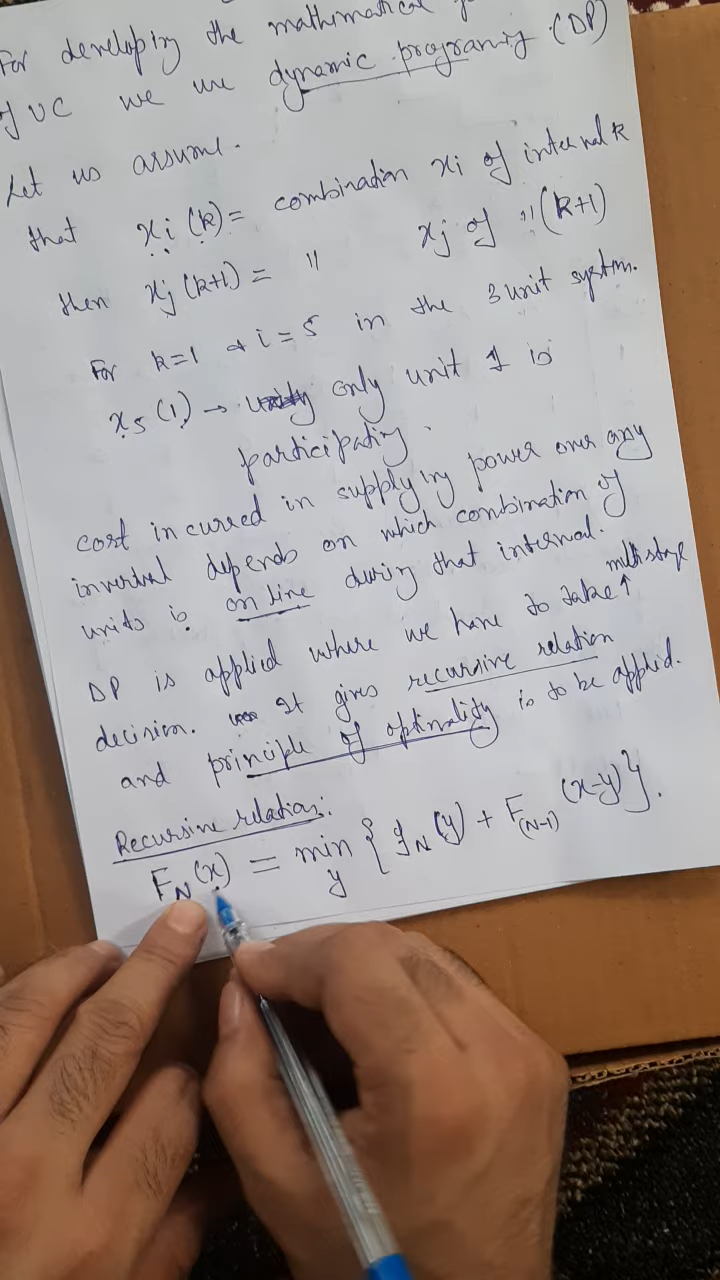 For developing the mathematical
of UC we use dynamic programing (DP)
Let us assume.
that xi (k) = combination xi of interval k
then xj (k+1) = " xj of " (k+1)
For k=1 & i = 5 in the 3 unit system.
x5 (1) → only unit 1 is
participating.
cost incurred in supplying power over any
inverval depends on which combination of
units is on line during that interval.
DP is applied where we have to take ↑ multistage
decision. It gives recursive relation
and principle of optimality is to be applied.
Recursive relation:
FN(x) = min y { gN(y) + F(N-1) (x-y) }.